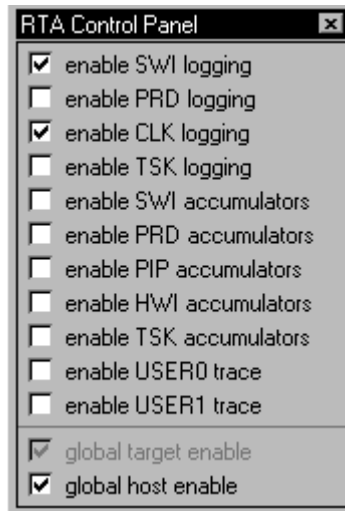 RTA Control Panel
enable SWI logging
enable PRD logging
enable CLK logging
enable TSK logging
enable SWI accumulators
enable PRD accumulators
enable PIP accumulators
enable HWI accumulators
enable TSK accumulators
enable USER0 trace
enable USER1 trace
global target enable
global host enable